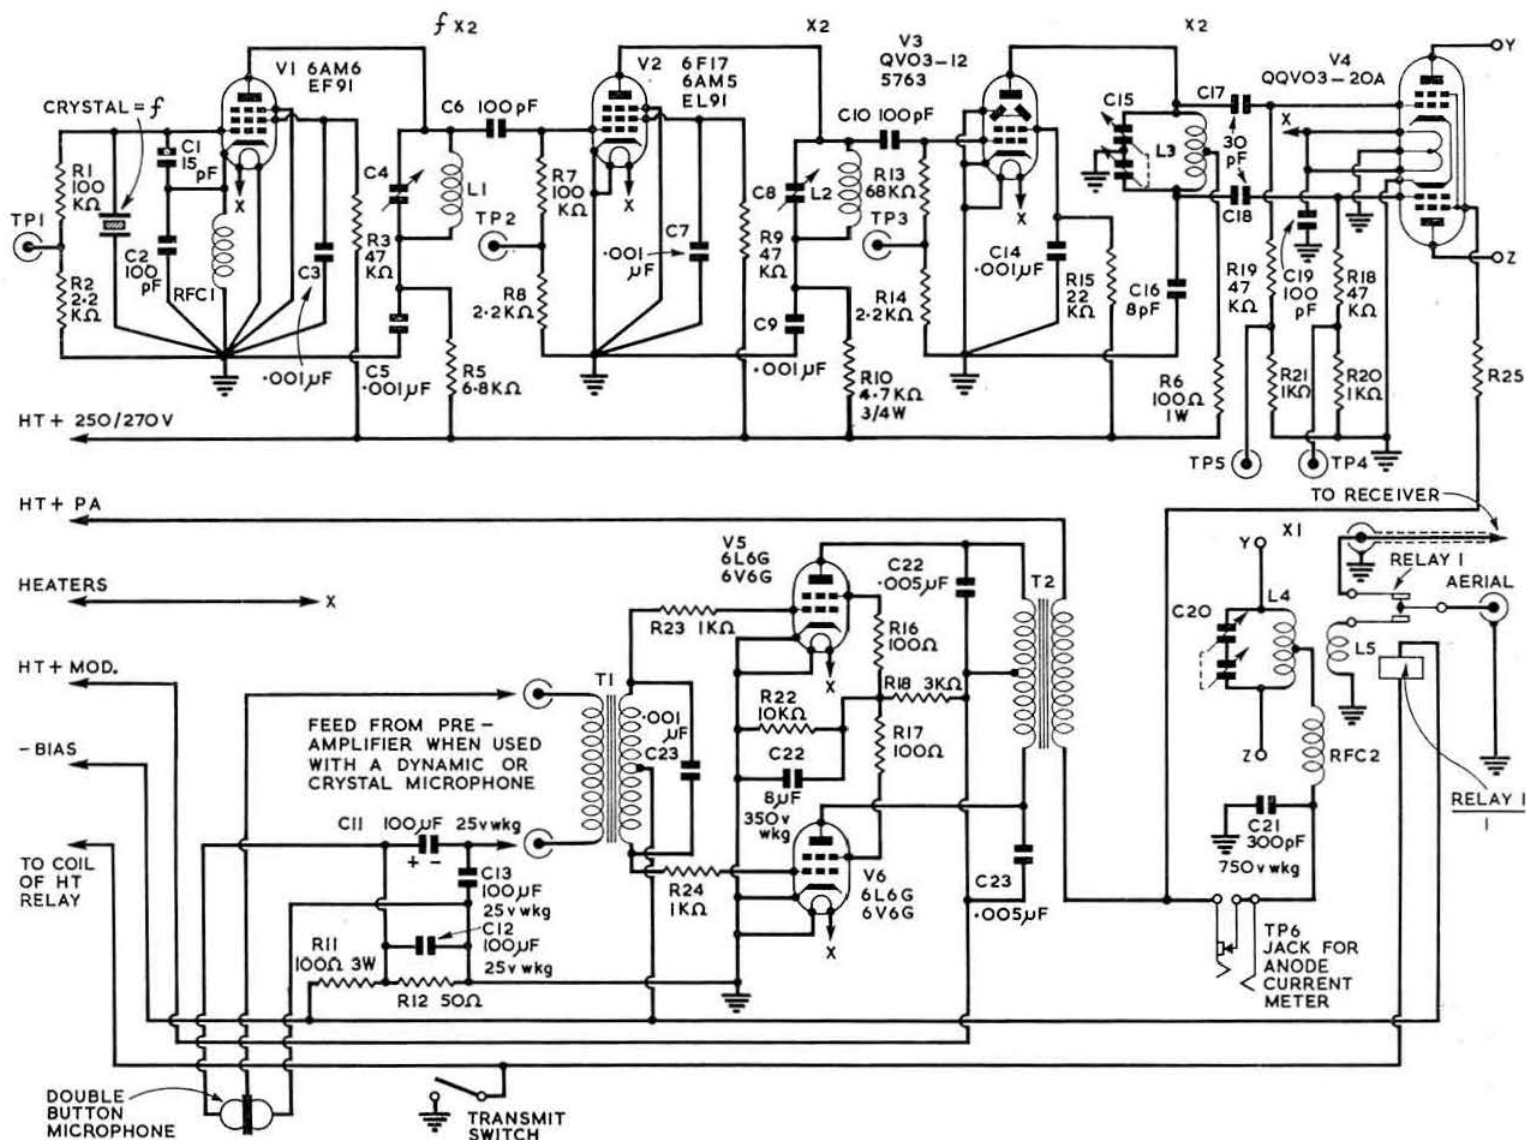 f X2
X2
X2
V1 6AM6
EF91
CRYSTAL = f
C1
15
pF
R1
100
KΩ
TP1
R2
2·2
KΩ
C2
100
pF
RFC1
X
C3
·001µF
R3
47
KΩ
C4
L1
C5
·001µF
R5
6·8KΩ
C6 100pF
V2
6F17
6AM5
EL91
R7
100
KΩ
TP2
R8
2·2KΩ
X
C7
·001
µF
R9
47
KΩ
C8
L2
C9
·001µF
R10
4·7KΩ
3/4W
C10 100pF
V3
QV03-12
5763
R13
68KΩ
TP3
R14
2·2KΩ
X
C14
·001µF
R15
22
KΩ
C15
L3
C16
8pF
R6
100Ω
1W
C17
30
pF
C18
V4
QQV03-20A
X
Y
Z
R19
47
KΩ
C19
100
pF
R18
47
KΩ
R21
1KΩ
R20
1KΩ
R25
TP5
TP4
HT+ 250/270V
HT+ PA
HEATERS
X
HT+ MOD.
-BIAS
TO COIL
OF HT
RELAY
FEED FROM PRE-
AMPLIFIER WHEN USED
WITH A DYNAMIC OR
CRYSTAL MICROPHONE
C11 100µF 25v wkg
+ -
C13
100µF
25v wkg
C12
100µF
25v wkg
R11
100Ω 3W
R12 50Ω
DOUBLE
BUTTON
MICROPHONE
TRANSMIT
SWITCH
T1
·001
µF
C23
R23 1KΩ
R24
1KΩ
V5
6L6G
6V6G
X
R22
10KΩ
C22
8µF
350v
wkg
C22
·005µF
R16
100Ω
R18 3KΩ
R17
100Ω
V6
6L6G
6V6G
X
C23
·005µF
T2
TO RECEIVER
X1
RELAY 1
AERIAL
Y
L4
C20
L5
Z
RFC2
RELAY 1
1
C21
300pF
750v wkg
TP6
JACK FOR
ANODE
CURRENT
METER